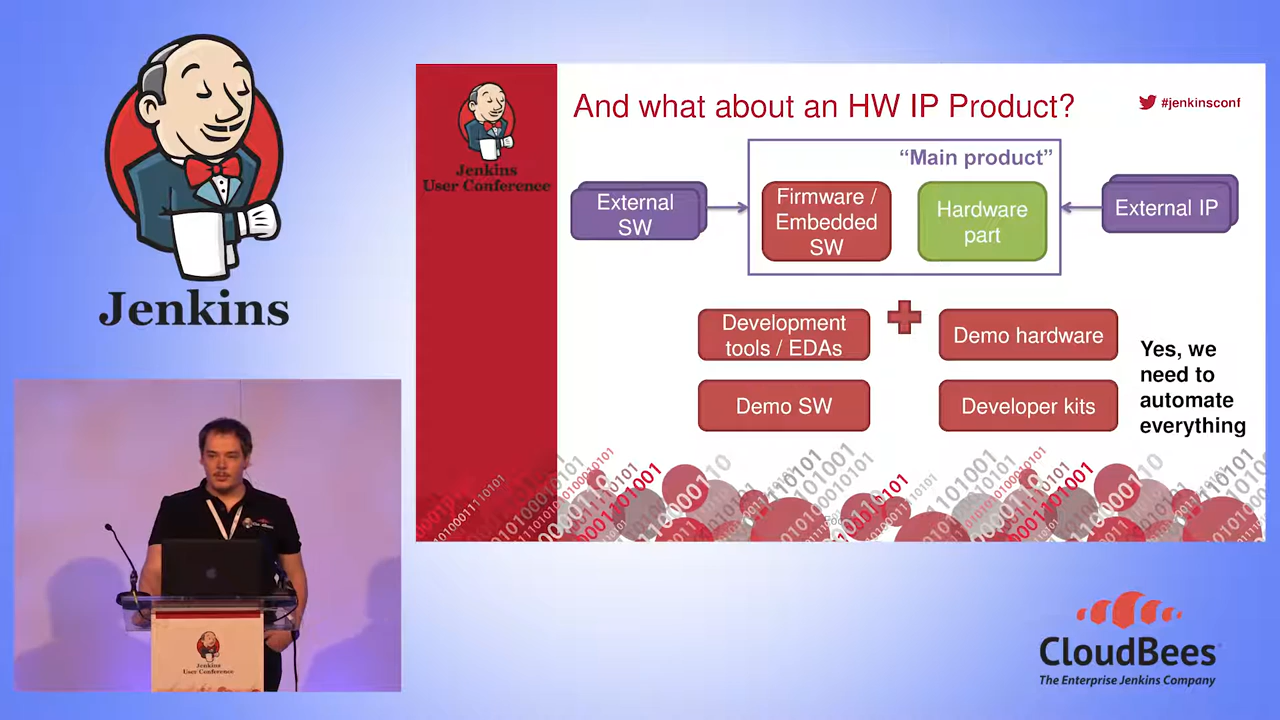 Jenkins
Jenkins
User Conference
And what about an HW IP Product?
#jenkinsconf
“Main product”
External
SW
Firmware /
Embedded
SW
Hardware
part
External IP
Development
tools / EDAs
Demo hardware
Demo SW
Developer kits
Yes, we
need to
automate
everything
Jenkins
User Conference
CloudBees
The Enterprise Jenkins Company